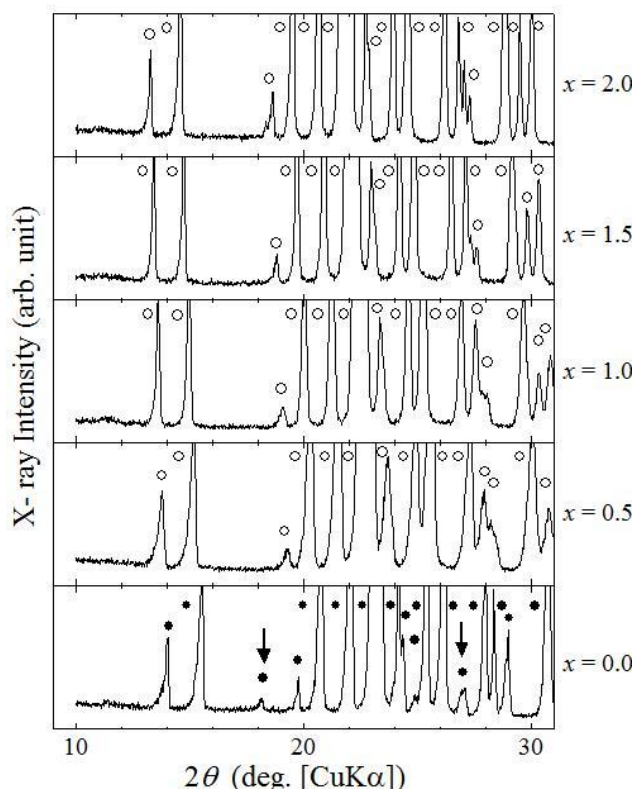 X- ray Intensity (arb. unit)
x = 2.0
x = 1.5
x = 1.0
x = 0.5
x = 0.0
10 20 30
2θ (deg. [CuKα])